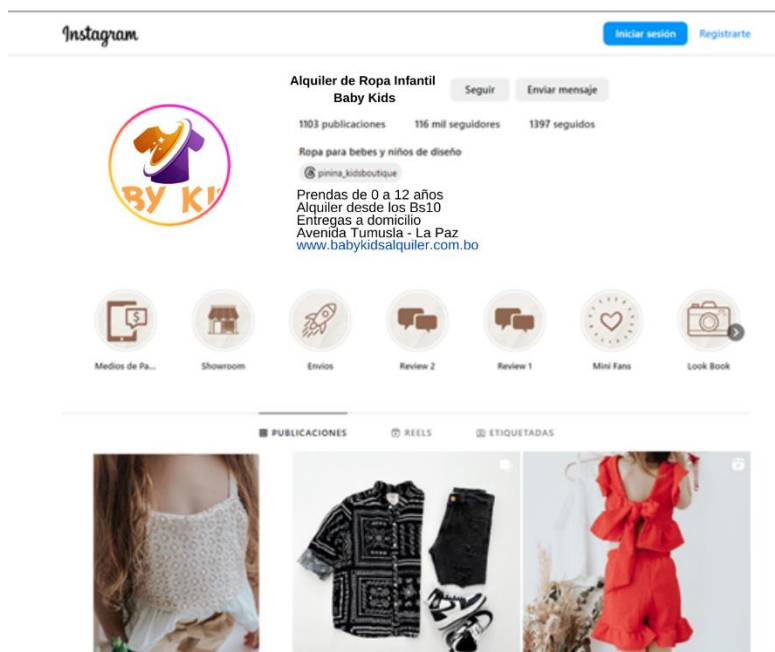 Instagram
Iniciar sesión
Registrarte
Alquiler de Ropa Infantil
Baby Kids
Seguir
Enviar mensaje
1103 publicaciones
116 mil seguidores
1397 seguidos
Ropa para bebes y niños de diseño
pinina_kidsboutique
Prendas de 0 a 12 años
Alquiler desde los Bs10
Entregas a domicilio
Avenida Tumusla - La Paz
www.babykidsalquiler.com.bo
BY KI
Medios de Pa...
Showroom
Envíos
Review 2
Review 1
Mini Fans
Look Book
PUBLICACIONES
REELS
ETIQUETADAS